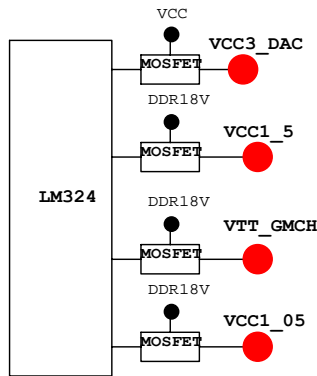 VCC
VCC3_DAC
MOSFET
DDR18V
VCC1_5
MOSFET
LM324
DDR18V
VTT_GMCH
MOSFET
DDR18V
VCC1_05
MOSFET